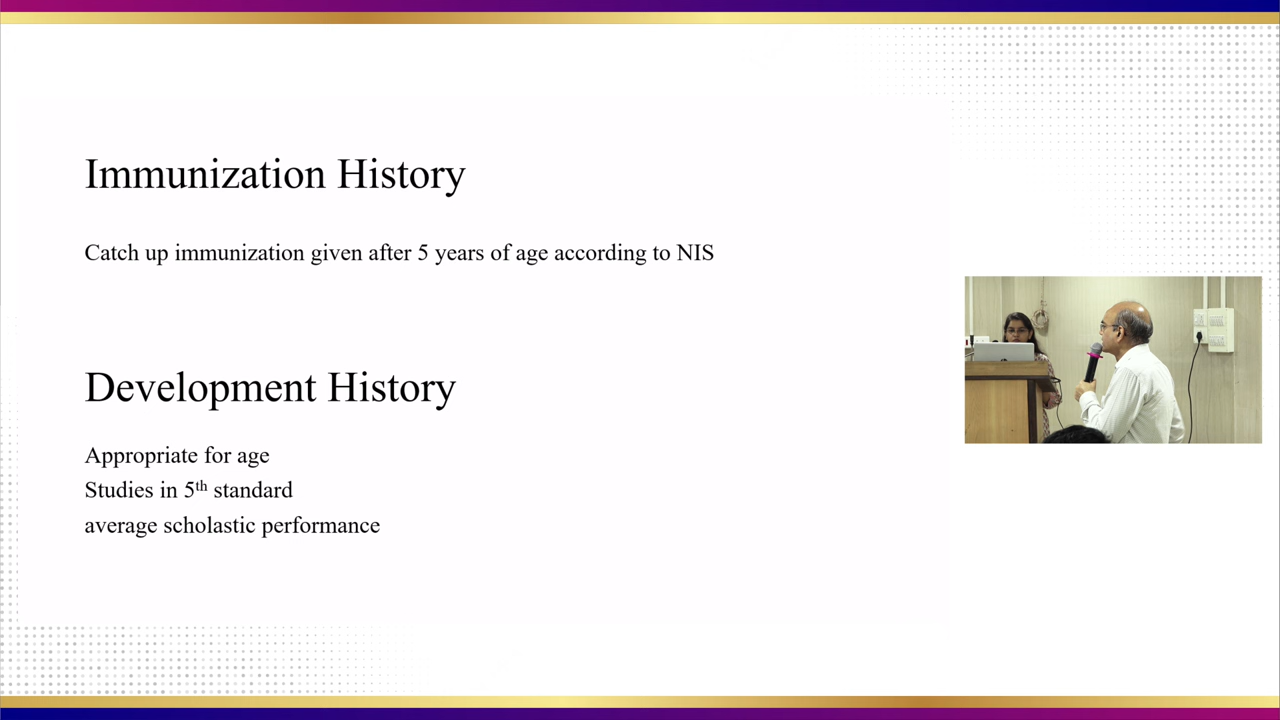 Immunization History
Catch up immunization given after 5 years of age according to NIS
Development History
Appropriate for age
Studies in 5th standard
average scholastic performance